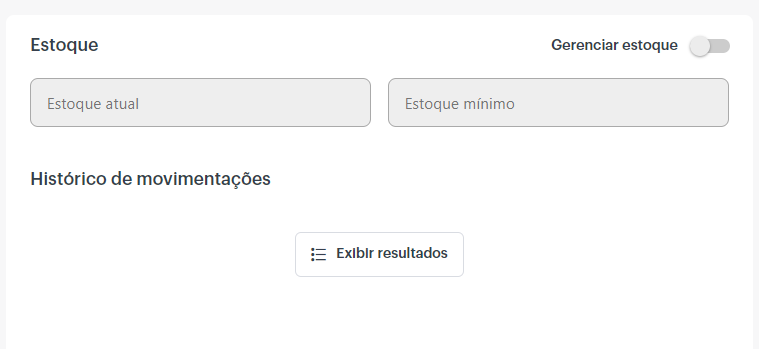 Estoque
Gerenciar estoque
Estoque atual
Estoque mínimo
Histórico de movimentações
Exibir resultados